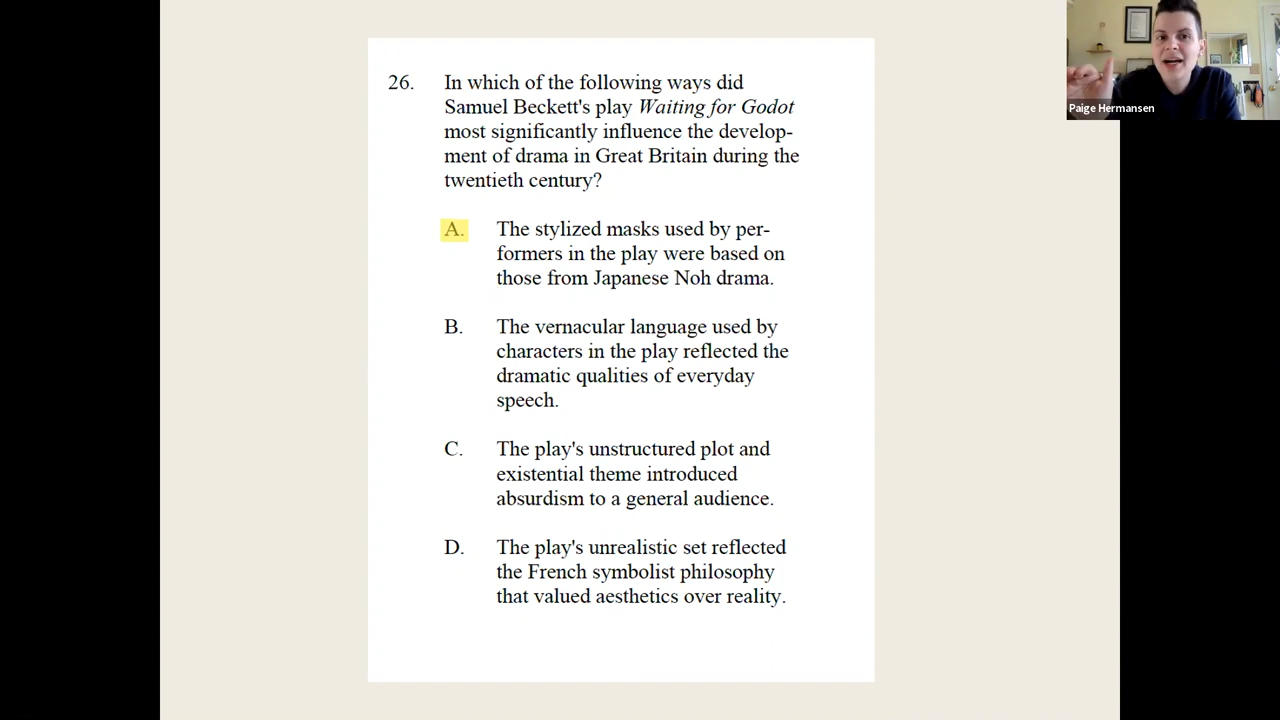 26. In which of the following ways did
Samuel Beckett's play Waiting for Godot
most significantly influence the develop-
ment of drama in Great Britain during the
twentieth century?
A. The stylized masks used by per-
formers in the play were based on
those from Japanese Noh drama.
B. The vernacular language used by
characters in the play reflected the
dramatic qualities of everyday
speech.
C. The play's unstructured plot and
existential theme introduced
absurdism to a general audience.
D. The play's unrealistic set reflected
the French symbolist philosophy
that valued aesthetics over reality.
Paige Hermansen